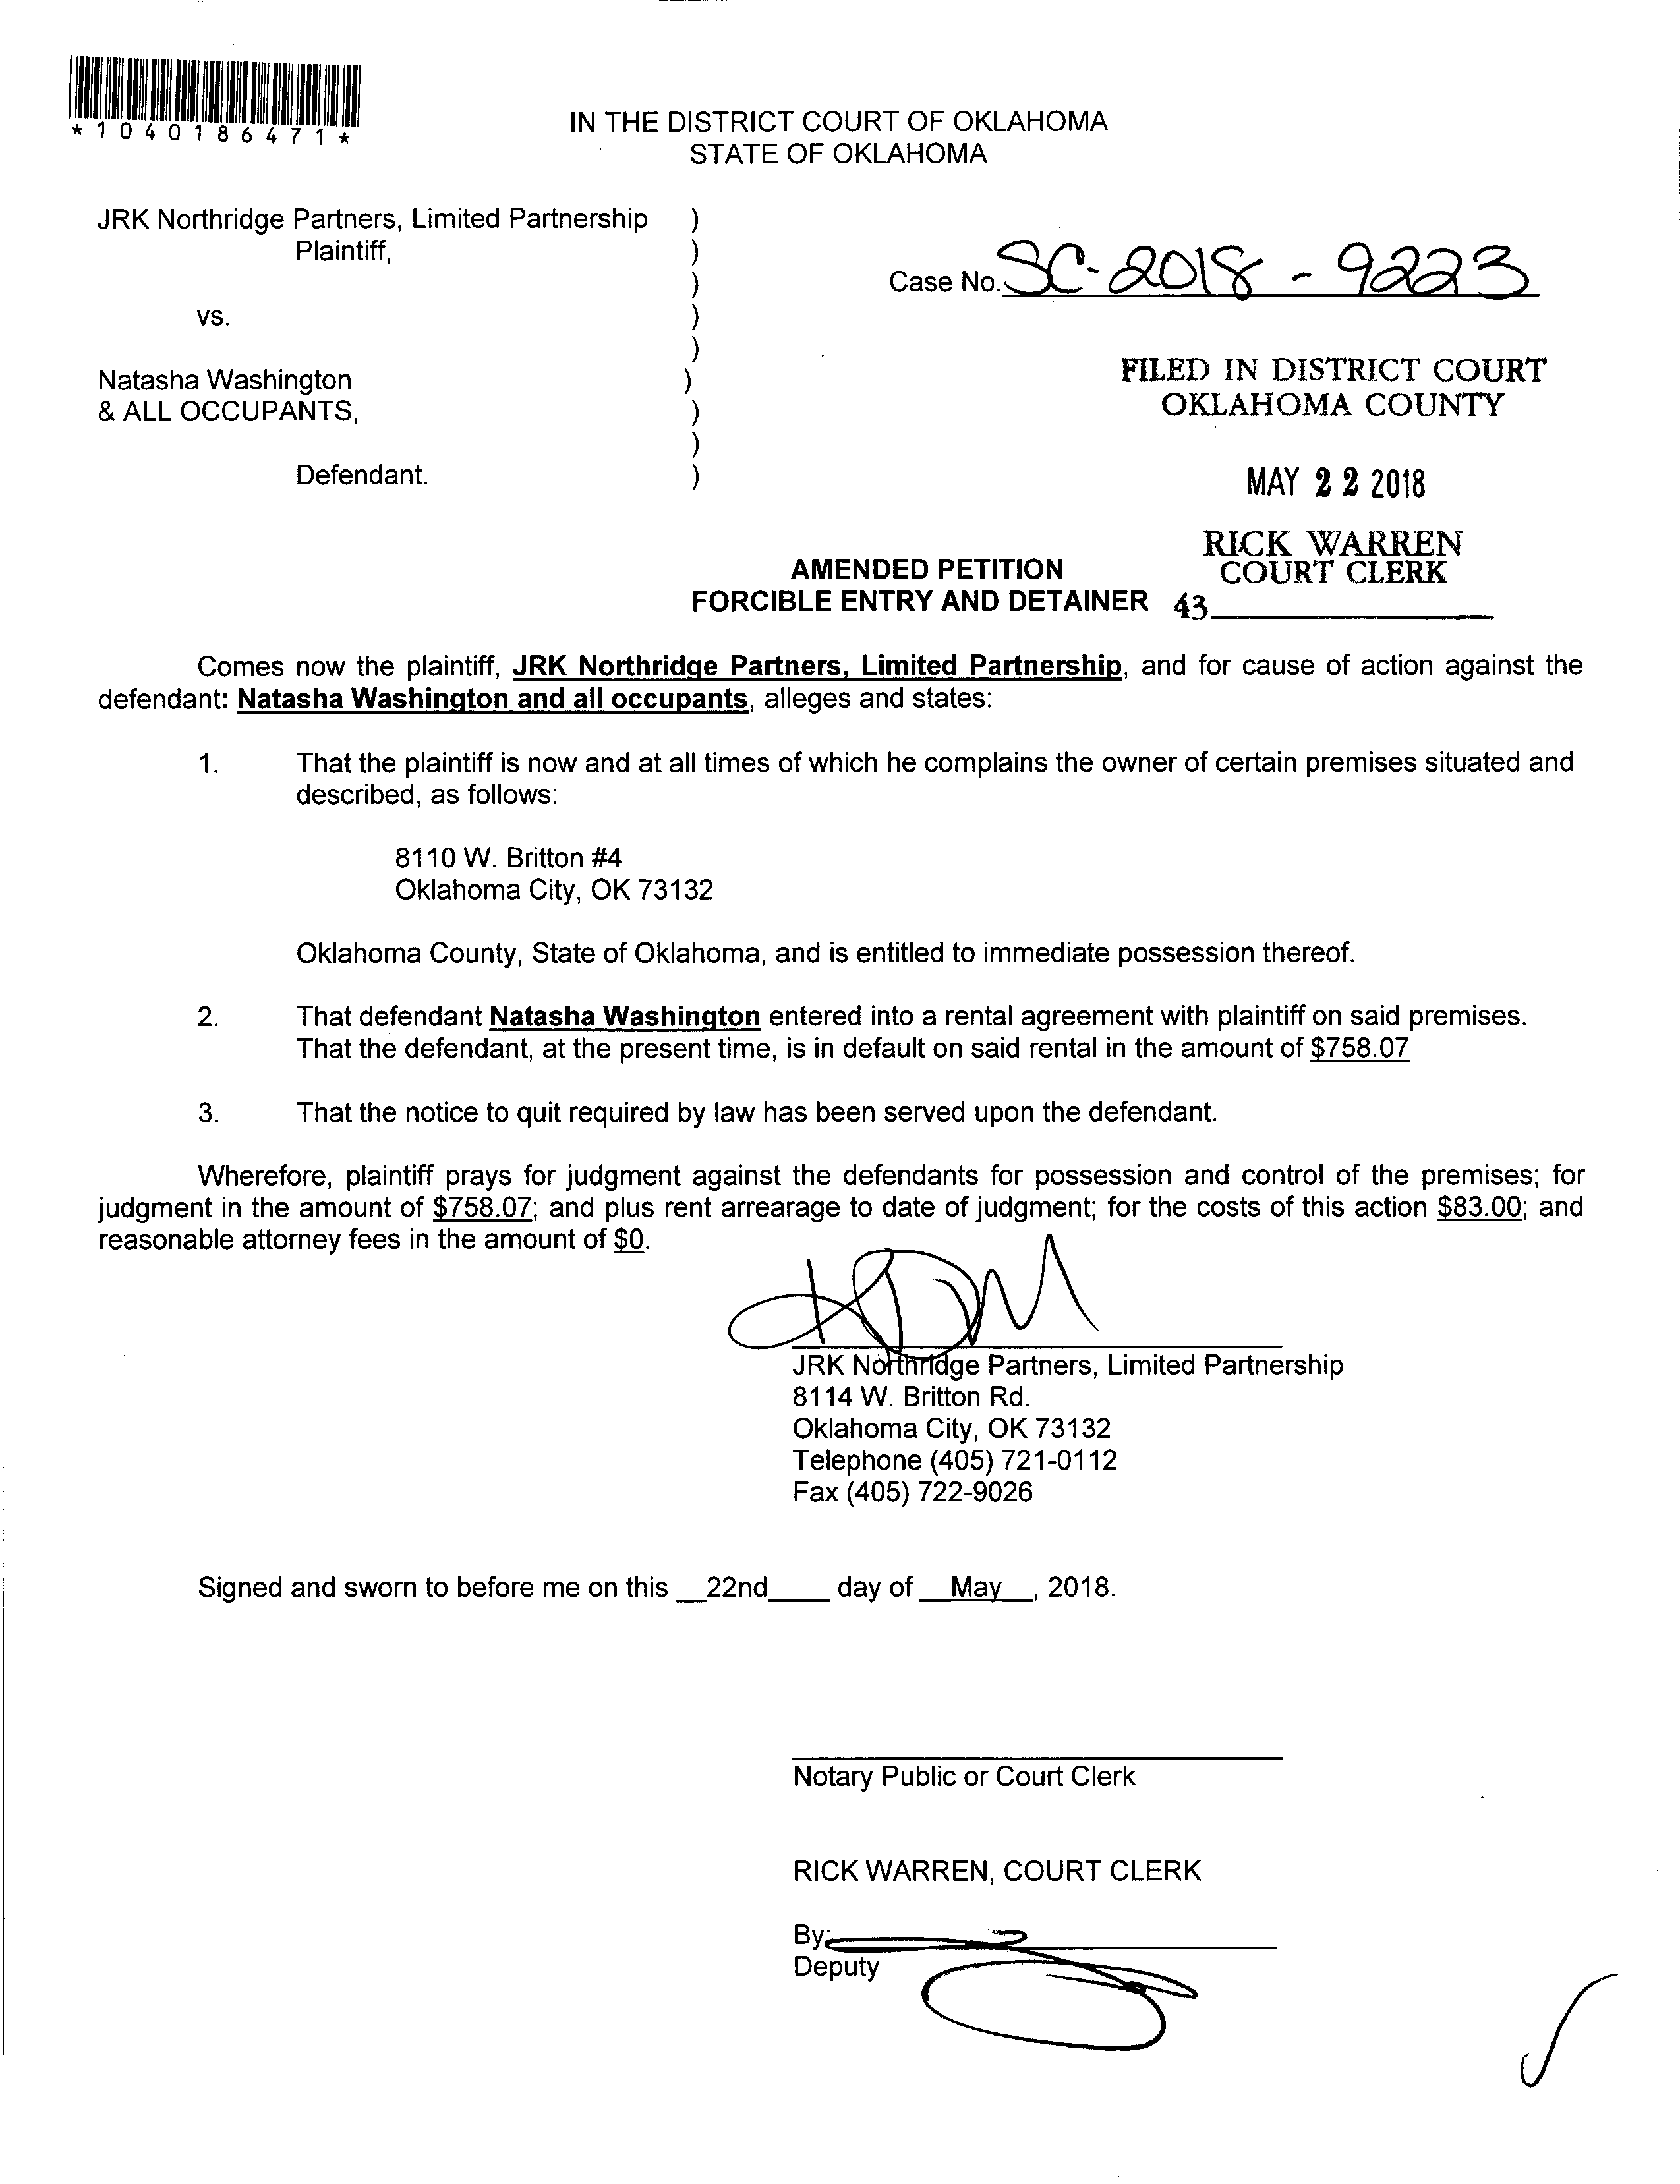 *1040186471*
IN THE DISTRICT COURT OF OKLAHOMA
STATE OF OKLAHOMA
JRK Northridge Partners, Limited Partnership )
Plaintiff, )
)
Case No. SC-2018-9223
vs. )
)
Natasha Washington )
& ALL OCCUPANTS, )
)
Defendant. )
FILED IN DISTRICT COURT
OKLAHOMA COUNTY
MAY 22 2018
RICK WARREN
COURT CLERK
43
AMENDED PETITION
FORCIBLE ENTRY AND DETAINER
Comes now the plaintiff, JRK Northridge Partners, Limited Partnership, and for cause of action against the
defendant: Natasha Washington and all occupants, alleges and states:
1. That the plaintiff is now and at all times of which he complains the owner of certain premises situated and
described, as follows:
8110 W. Britton #4
Oklahoma City, OK 73132
Oklahoma County, State of Oklahoma, and is entitled to immediate possession thereof.
2. That defendant Natasha Washington entered into a rental agreement with plaintiff on said premises.
That the defendant, at the present time, is in default on said rental in the amount of $758.07
3. That the notice to quit required by law has been served upon the defendant.
Wherefore, plaintiff prays for judgment against the defendants for possession and control of the premises; for
judgment in the amount of $758.07; and plus rent arrearage to date of judgment; for the costs of this action $83.00; and
reasonable attorney fees in the amount of $0.
JRK Northridge Partners, Limited Partnership
8114 W. Britton Rd.
Oklahoma City, OK 73132
Telephone (405) 721-0112
Fax (405) 722-9026
Signed and sworn to before me on this __22nd____ day of __May__, 2018.
Notary Public or Court Clerk
RICK WARREN, COURT CLERK
By:
Deputy